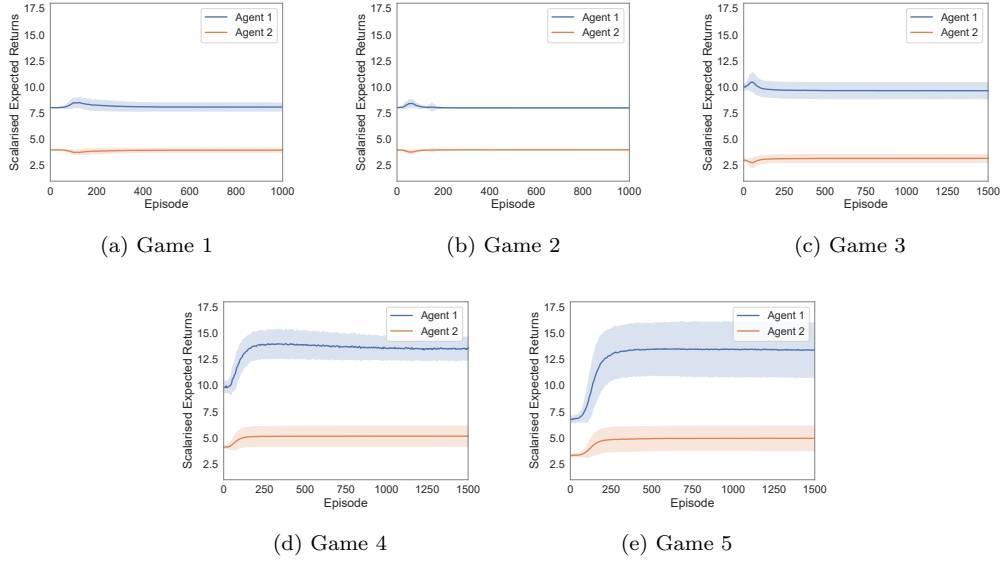 17.5
15.0
12.5
10.0
7.5
5.0
2.5
Scalarised Expected Returns
Agent 1
Agent 2
0 200 400 600 800 1000
Episode
(a) Game 1
17.5
15.0
12.5
10.0
7.5
5.0
2.5
Scalarised Expected Returns
Agent 1
Agent 2
0 200 400 600 800 1000
Episode
(b) Game 2
17.5
15.0
12.5
10.0
7.5
5.0
2.5
Scalarised Expected Returns
Agent 1
Agent 2
0 250 500 750 1000 1250 1500
Episode
(c) Game 3
17.5
15.0
12.5
10.0
7.5
5.0
2.5
Scalarised Expected Returns
Agent 1
Agent 2
0 250 500 750 1000 1250 1500
Episode
(d) Game 4
17.5
15.0
12.5
10.0
7.5
5.0
2.5
Scalarised Expected Returns
Agent 1
Agent 2
0 250 500 750 1000 1250 1500
Episode
(e) Game 5